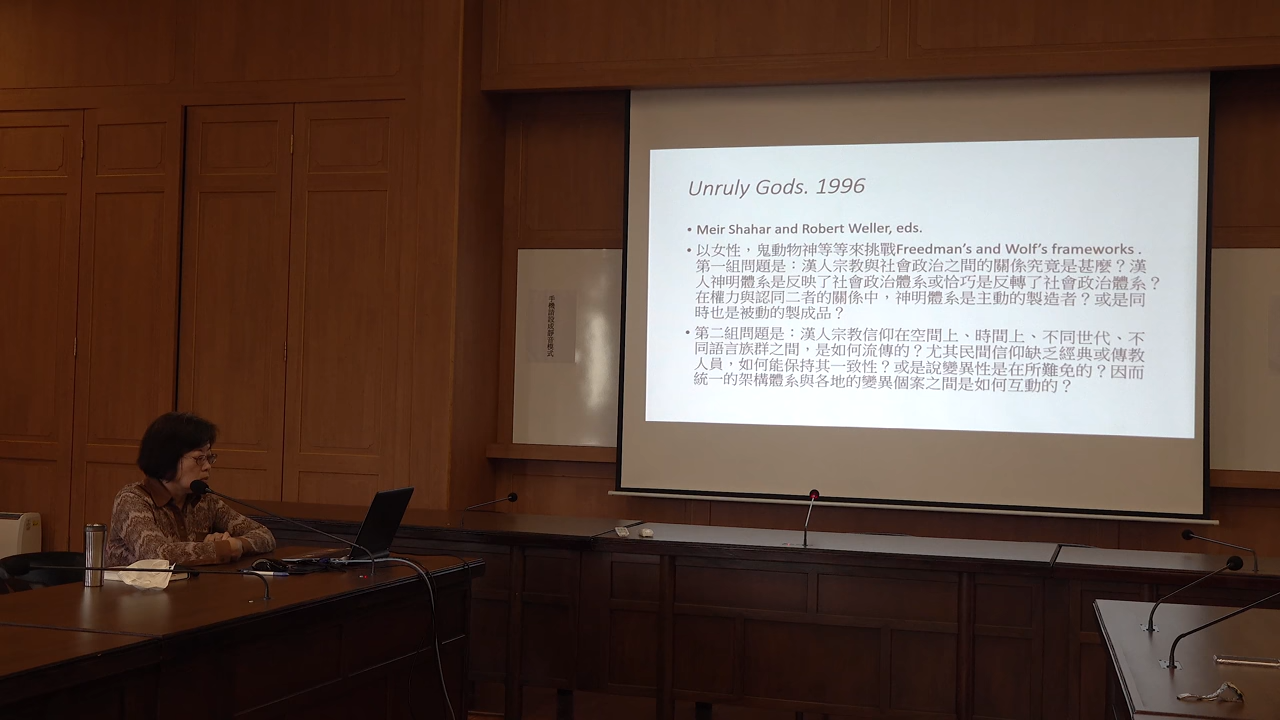 Unruly Gods. 1996
• Meir Shahar and Robert Weller, eds.
• 以女性，鬼動物神等等來挑戰Freedman's and Wolf's frameworks .
第一組問題是：漢人宗教與社會政治之間的關係究竟是甚麼？漢
人神明體系是反映了社會政治體系或恰巧是反轉了社會政治體系？
在權力與認同二者的關係中，神明體系是主動的製造者？或是同
時也是被動的製成品？
• 第二組問題是：漢人宗教信仰在空間上、時間上、不同世代、不
同語言族群之間，是如何流傳的？尤其民間信仰缺乏經典或傳教
人員，如何能保持其一致性？或是說變異性是在所難免的？因而
統一的架構體系與各地的變異個案之間是如何互動的？
手機請設成靜音模式